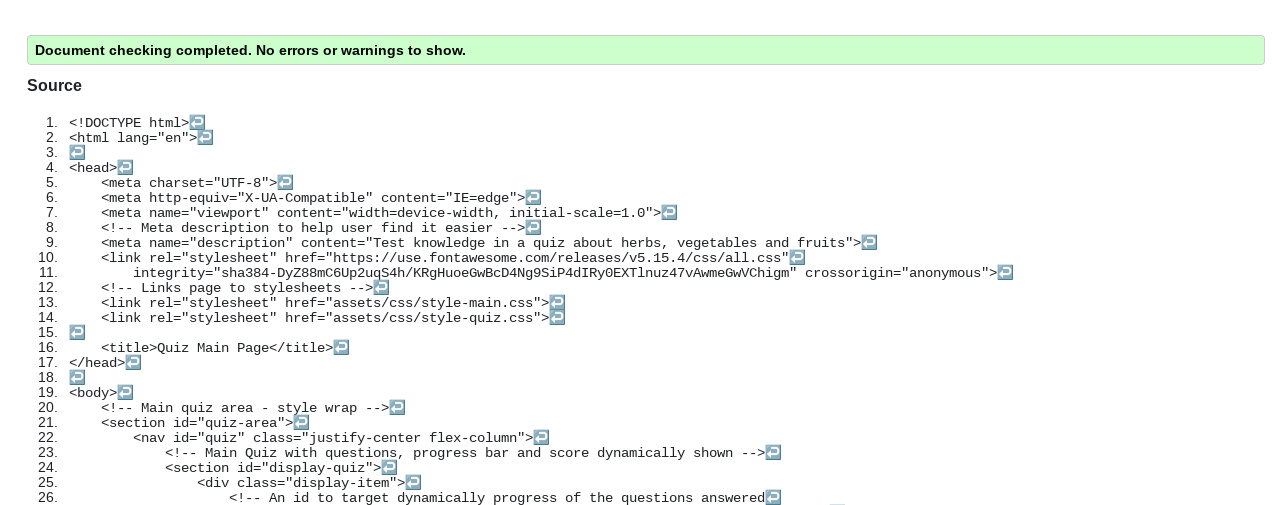 Document checking completed. No errors or warnings to show.
Source
1. <!DOCTYPE html>↩
2. <html lang="en">↩
3. ↩
4. <head>↩
5.     <meta charset="UTF-8">↩
6.     <meta http-equiv="X-UA-Compatible" content="IE=edge">↩
7.     <meta name="viewport" content="width=device-width, initial-scale=1.0">↩
8.     <!-- Meta description to help user find it easier -->↩
9.     <meta name="description" content="Test knowledge in a quiz about herbs, vegetables and fruits">↩
10.     <link rel="stylesheet" href="https://use.fontawesome.com/releases/v5.15.4/css/all.css"↩
11.         integrity="sha384-DyZ88mC6Up2uqS4h/KRgHuoeGwBcD4Ng9SiP4dIRy0EXTlnuz47vAwmeGwVChigm" crossorigin="anonymous">↩
12.     <!-- Links page to stylesheets -->↩
13.     <link rel="stylesheet" href="assets/css/style-main.css">↩
14.     <link rel="stylesheet" href="assets/css/style-quiz.css">↩
15. ↩
16.     <title>Quiz Main Page</title>↩
17. </head>↩
18. ↩
19. <body>↩
20.     <!-- Main quiz area - style wrap -->↩
21.     <section id="quiz-area">↩
22.         <nav id="quiz" class="justify-center flex-column">↩
23.             <!-- Main Quiz with questions, progress bar and score dynamically shown -->↩
24.             <section id="display-quiz">↩
25.                 <div class="display-item">↩
26.                     <!-- An id to target dynamically progress of the questions answered↩